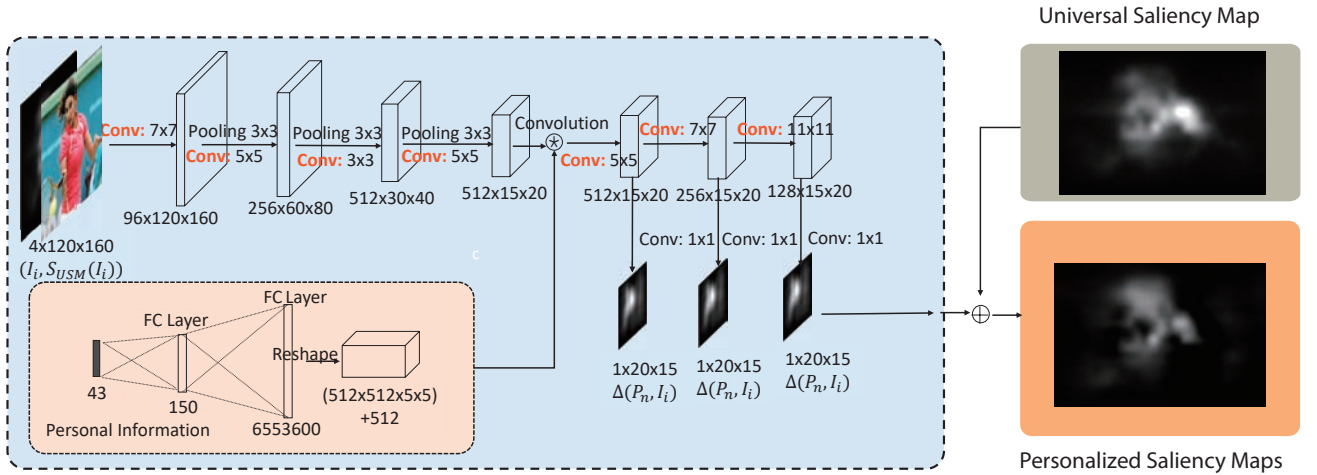 Universal Saliency Map
Conv: 7x7
Pooling 3x3
Conv: 5x5
Pooling 3x3
Conv: 3x3
Pooling 3x3
Conv: 5x5
Convolution
Conv: 5x5
Conv: 7x7
Conv: 11x11
4x120x160
(I_i, S_USM(I_i))
96x120x160
256x60x80
512x30x40
512x15x20
512x15x20
256x15x20
128x15x20
c
Conv: 1x1
Conv: 1x1
Conv: 1x1
FC Layer
FC Layer
Reshape
43
150
6553600
(512x512x5x5)
+512
Personal Information
1x20x15
Δ(P_n, I_i)
1x20x15
Δ(P_n, I_i)
1x20x15
Δ(P_n, I_i)
Personalized Saliency Maps